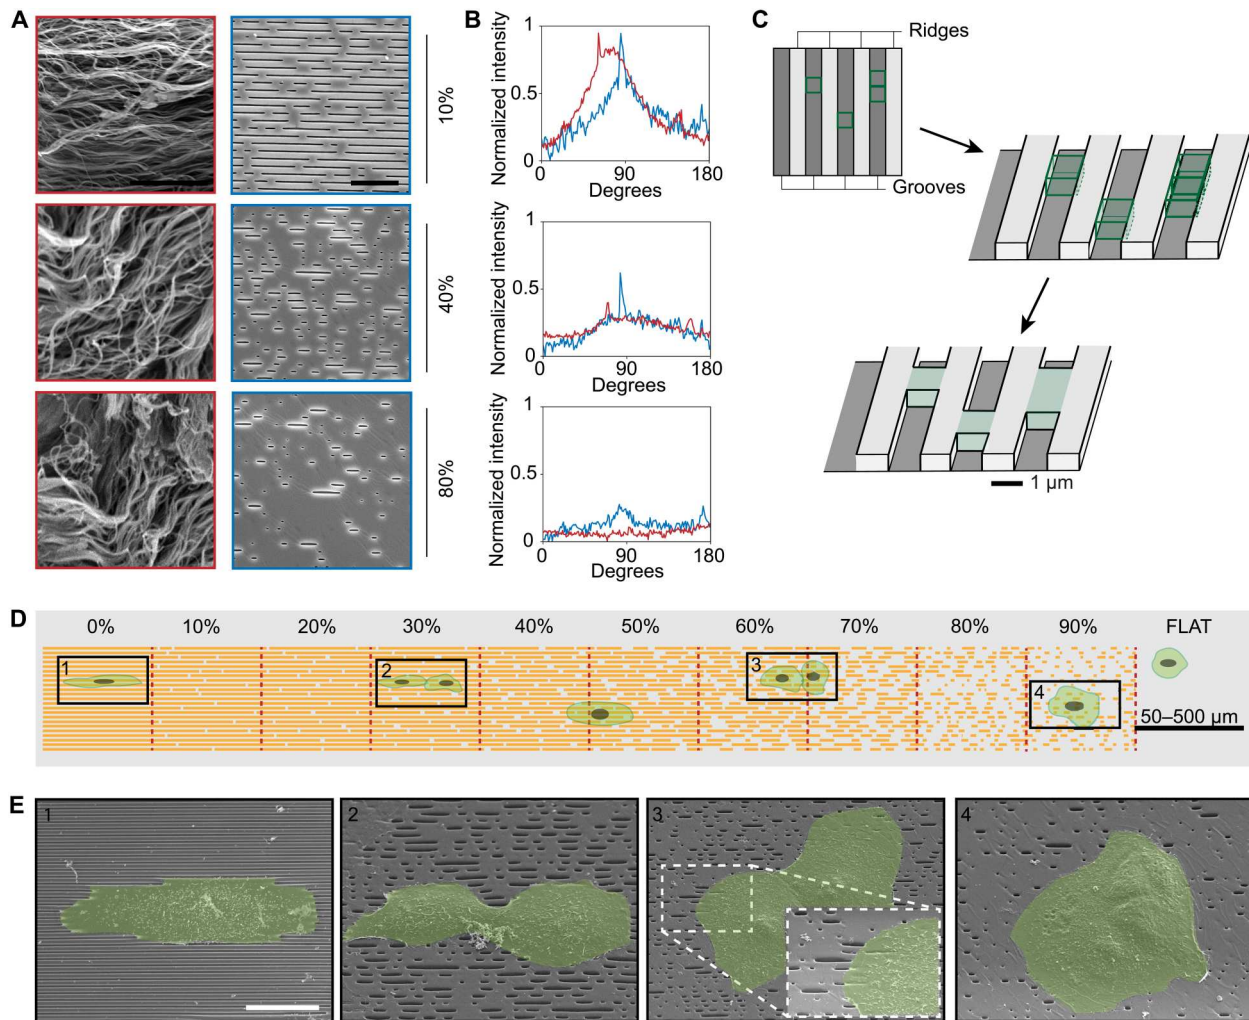 A
10%
40%
80%
B
1
0.5
0
Normalized intensity
0
90
180
Degrees
1
0.5
0
Normalized intensity
0
90
180
Degrees
1
0.5
0
Normalized intensity
0
90
180
Degrees
C
Ridges
Grooves
1 µm
D
0% 10% 20% 30% 40% 50% 60% 70% 80% 90% FLAT
1
2
3
4
50–500 µm
E
1
2
3
4